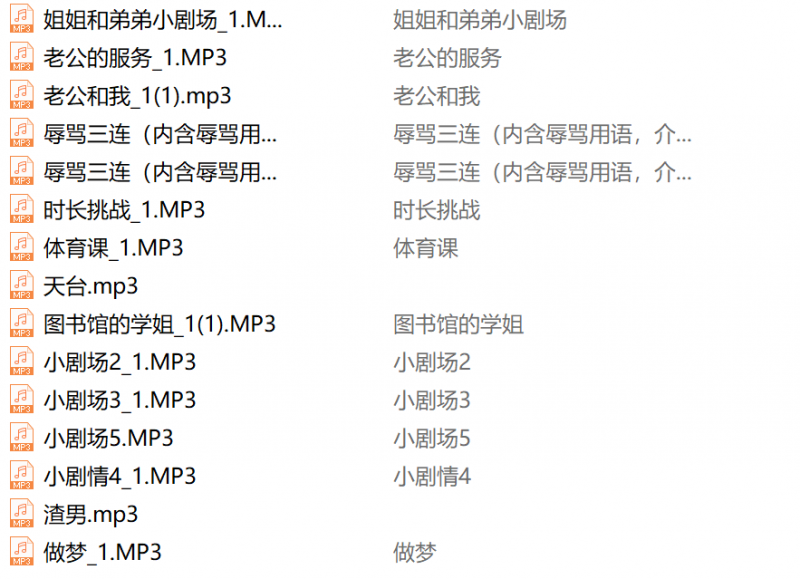 姐姐和弟弟小剧场_1.M... 姐姐和弟弟小剧场
老公的服务_1.MP3 老公的服务
老公和我_1(1).mp3 老公和我
辱骂三连（内含辱骂用... 辱骂三连（内含辱骂用语，介...
辱骂三连（内含辱骂用... 辱骂三连（内含辱骂用语，介...
时长挑战_1.MP3 时长挑战
体育课_1.MP3 体育课
天台.mp3
图书馆的学姐_1(1).MP3 图书馆的学姐
小剧场2_1.MP3 小剧场2
小剧场3_1.MP3 小剧场3
小剧场5.MP3 小剧场5
小剧情4_1.MP3 小剧情4
渣男.mp3
做梦_1.MP3 做梦